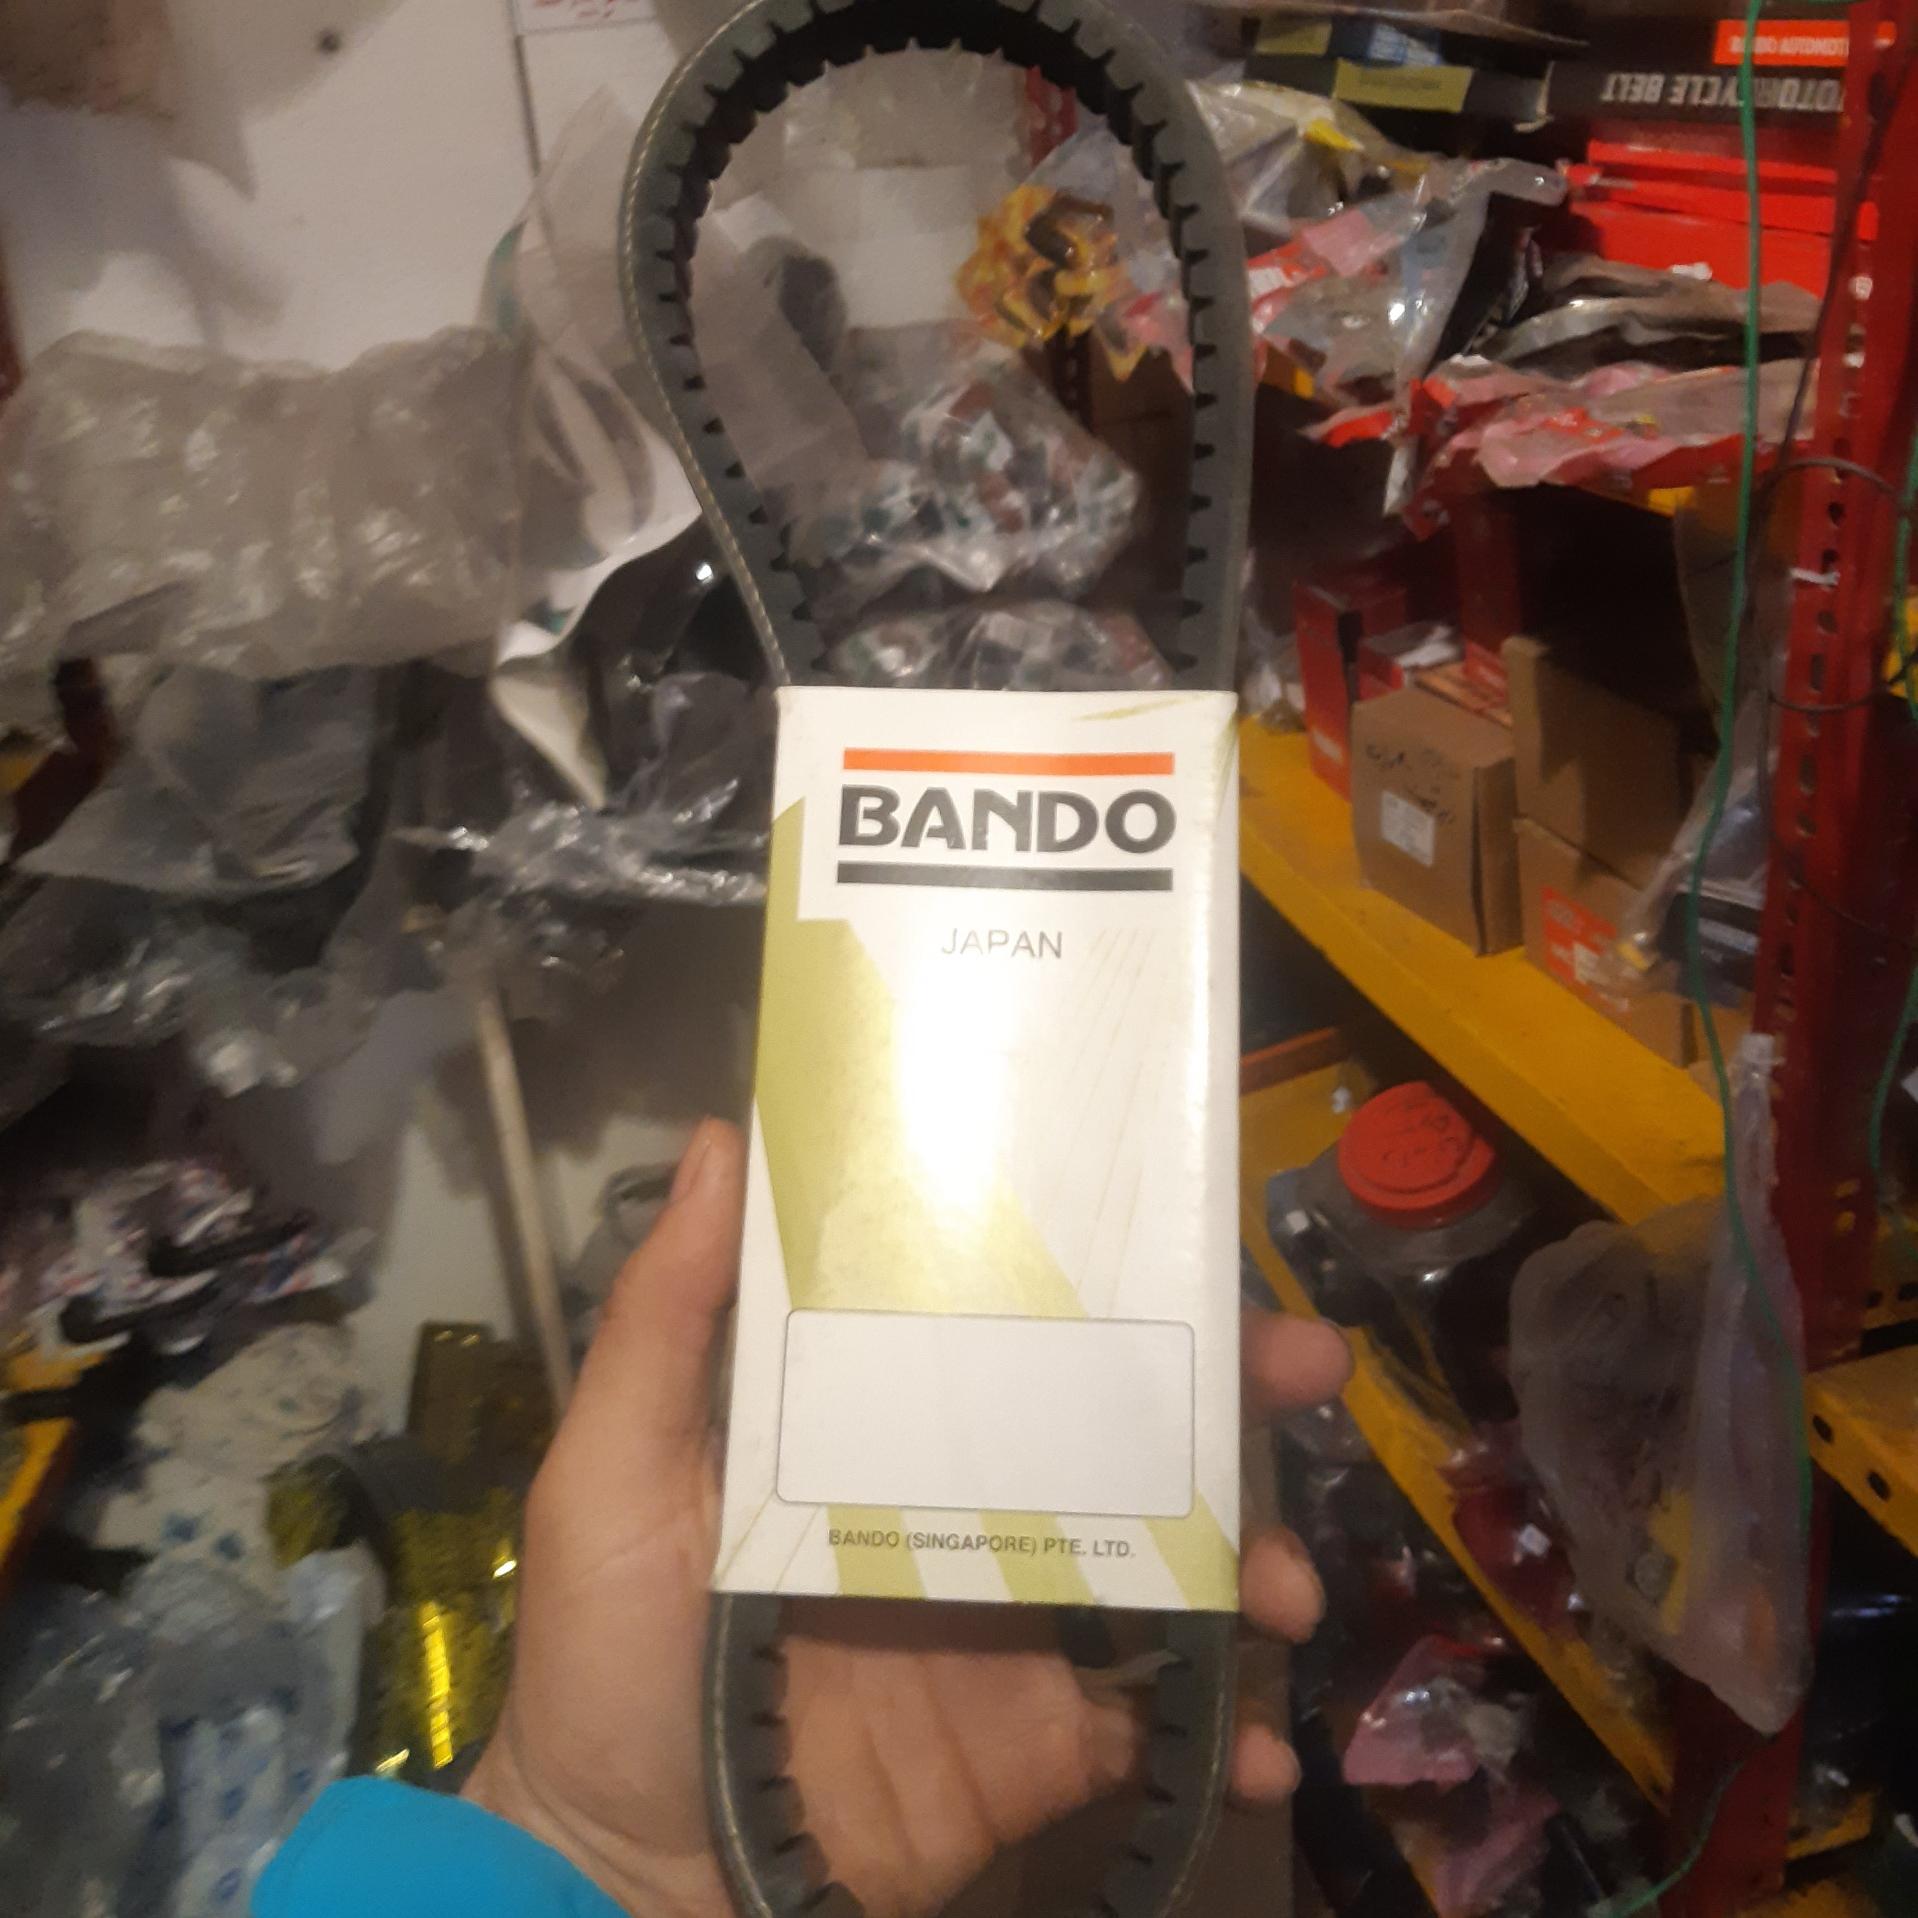 MOTORCYCLE BELT
BANDO
JAPAN
BANDO (SINGAPORE) PTE. LTD.